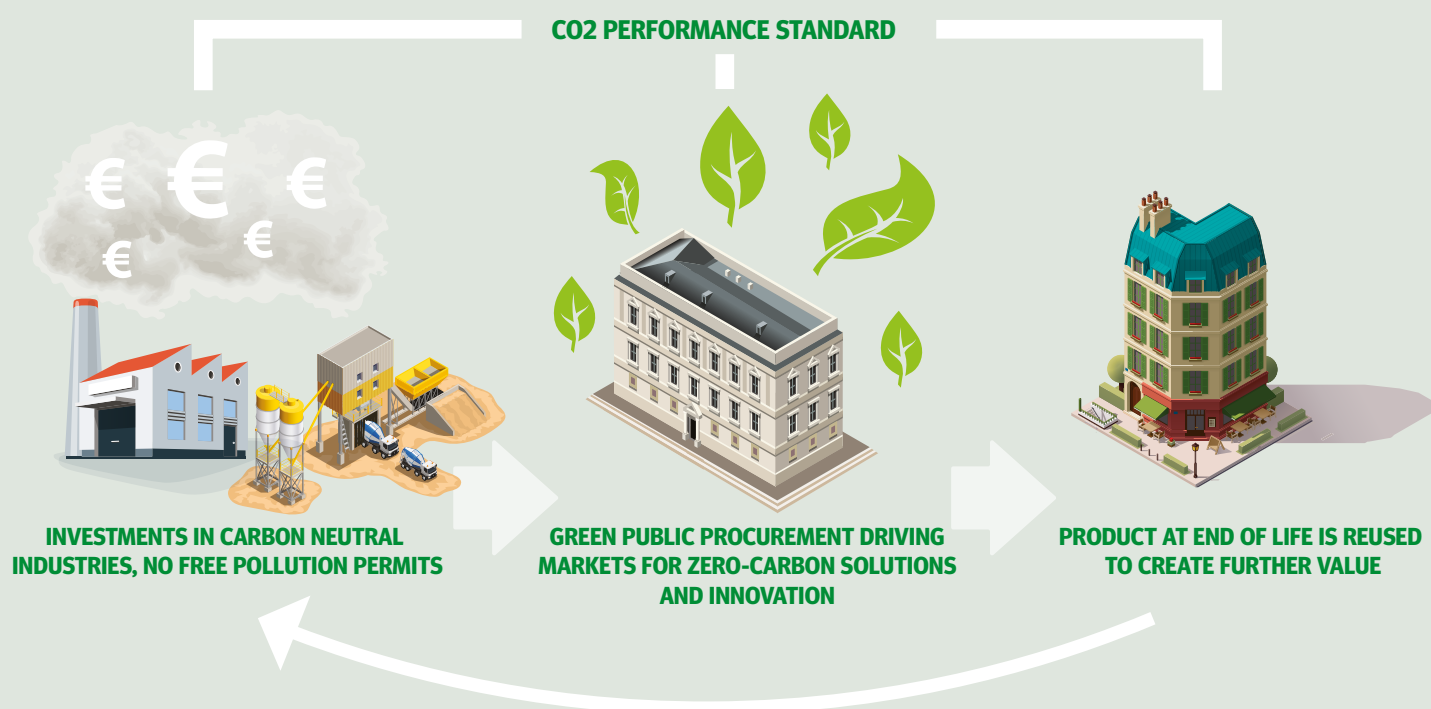 CO2 PERFORMANCE STANDARD
€ € €
€ €
INVESTMENTS IN CARBON NEUTRAL
INDUSTRIES, NO FREE POLLUTION PERMITS
GREEN PUBLIC PROCUREMENT DRIVING
MARKETS FOR ZERO-CARBON SOLUTIONS
AND INNOVATION
PRODUCT AT END OF LIFE IS REUSED
TO CREATE FURTHER VALUE